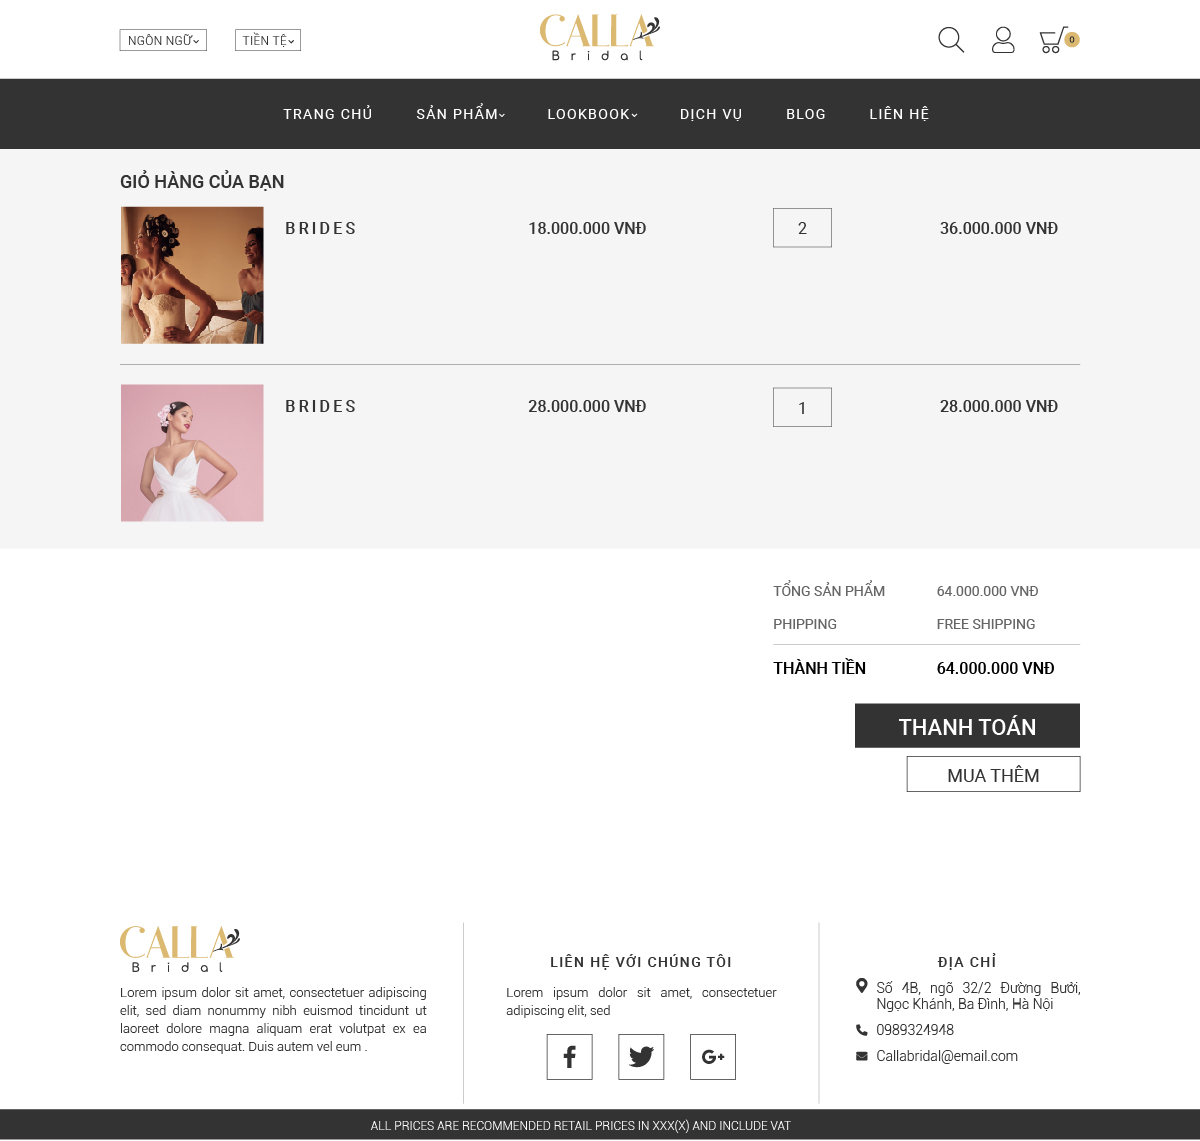 NGÔN NGỮ
TIỀN TỆ
CALLA
Bridal
0
TRANG CHỦ
SẢN PHẨM
LOOKBOOK
DỊCH VỤ
BLOG
LIÊN HỆ
GIỎ HÀNG CỦA BẠN
BRIDES
18.000.000 VNĐ
2
36.000.000 VNĐ
BRIDES
28.000.000 VNĐ
1
28.000.000 VNĐ
TỔNG SẢN PHẨM
64.000.000 VNĐ
PHIPPING
FREE SHIPPING
THÀNH TIỀN
64.000.000 VNĐ
THANH TOÁN
MUA THÊM
CALLA
Bridal
Lorem ipsum dolor sit amet, consectetuer adipiscing
elit, sed diam nonummy nibh euismod tincidunt ut
laoreet dolore magna aliquam erat volutpat ex ea
commodo consequat. Duis autem vel eum .
LIÊN HỆ VỚI CHÚNG TÔI
Lorem ipsum dolor sit amet, consectetuer
adipiscing elit, sed
f
G+
ĐỊA CHỈ
Số 4B, ngõ 32/2 Đường Bưởi,
Ngọc Khánh, Ba Đình, Hà Nội
0989324948
Callabridal@email.com
ALL PRICES ARE RECOMMENDED RETAIL PRICES IN XXX(X) AND INCLUDE VAT